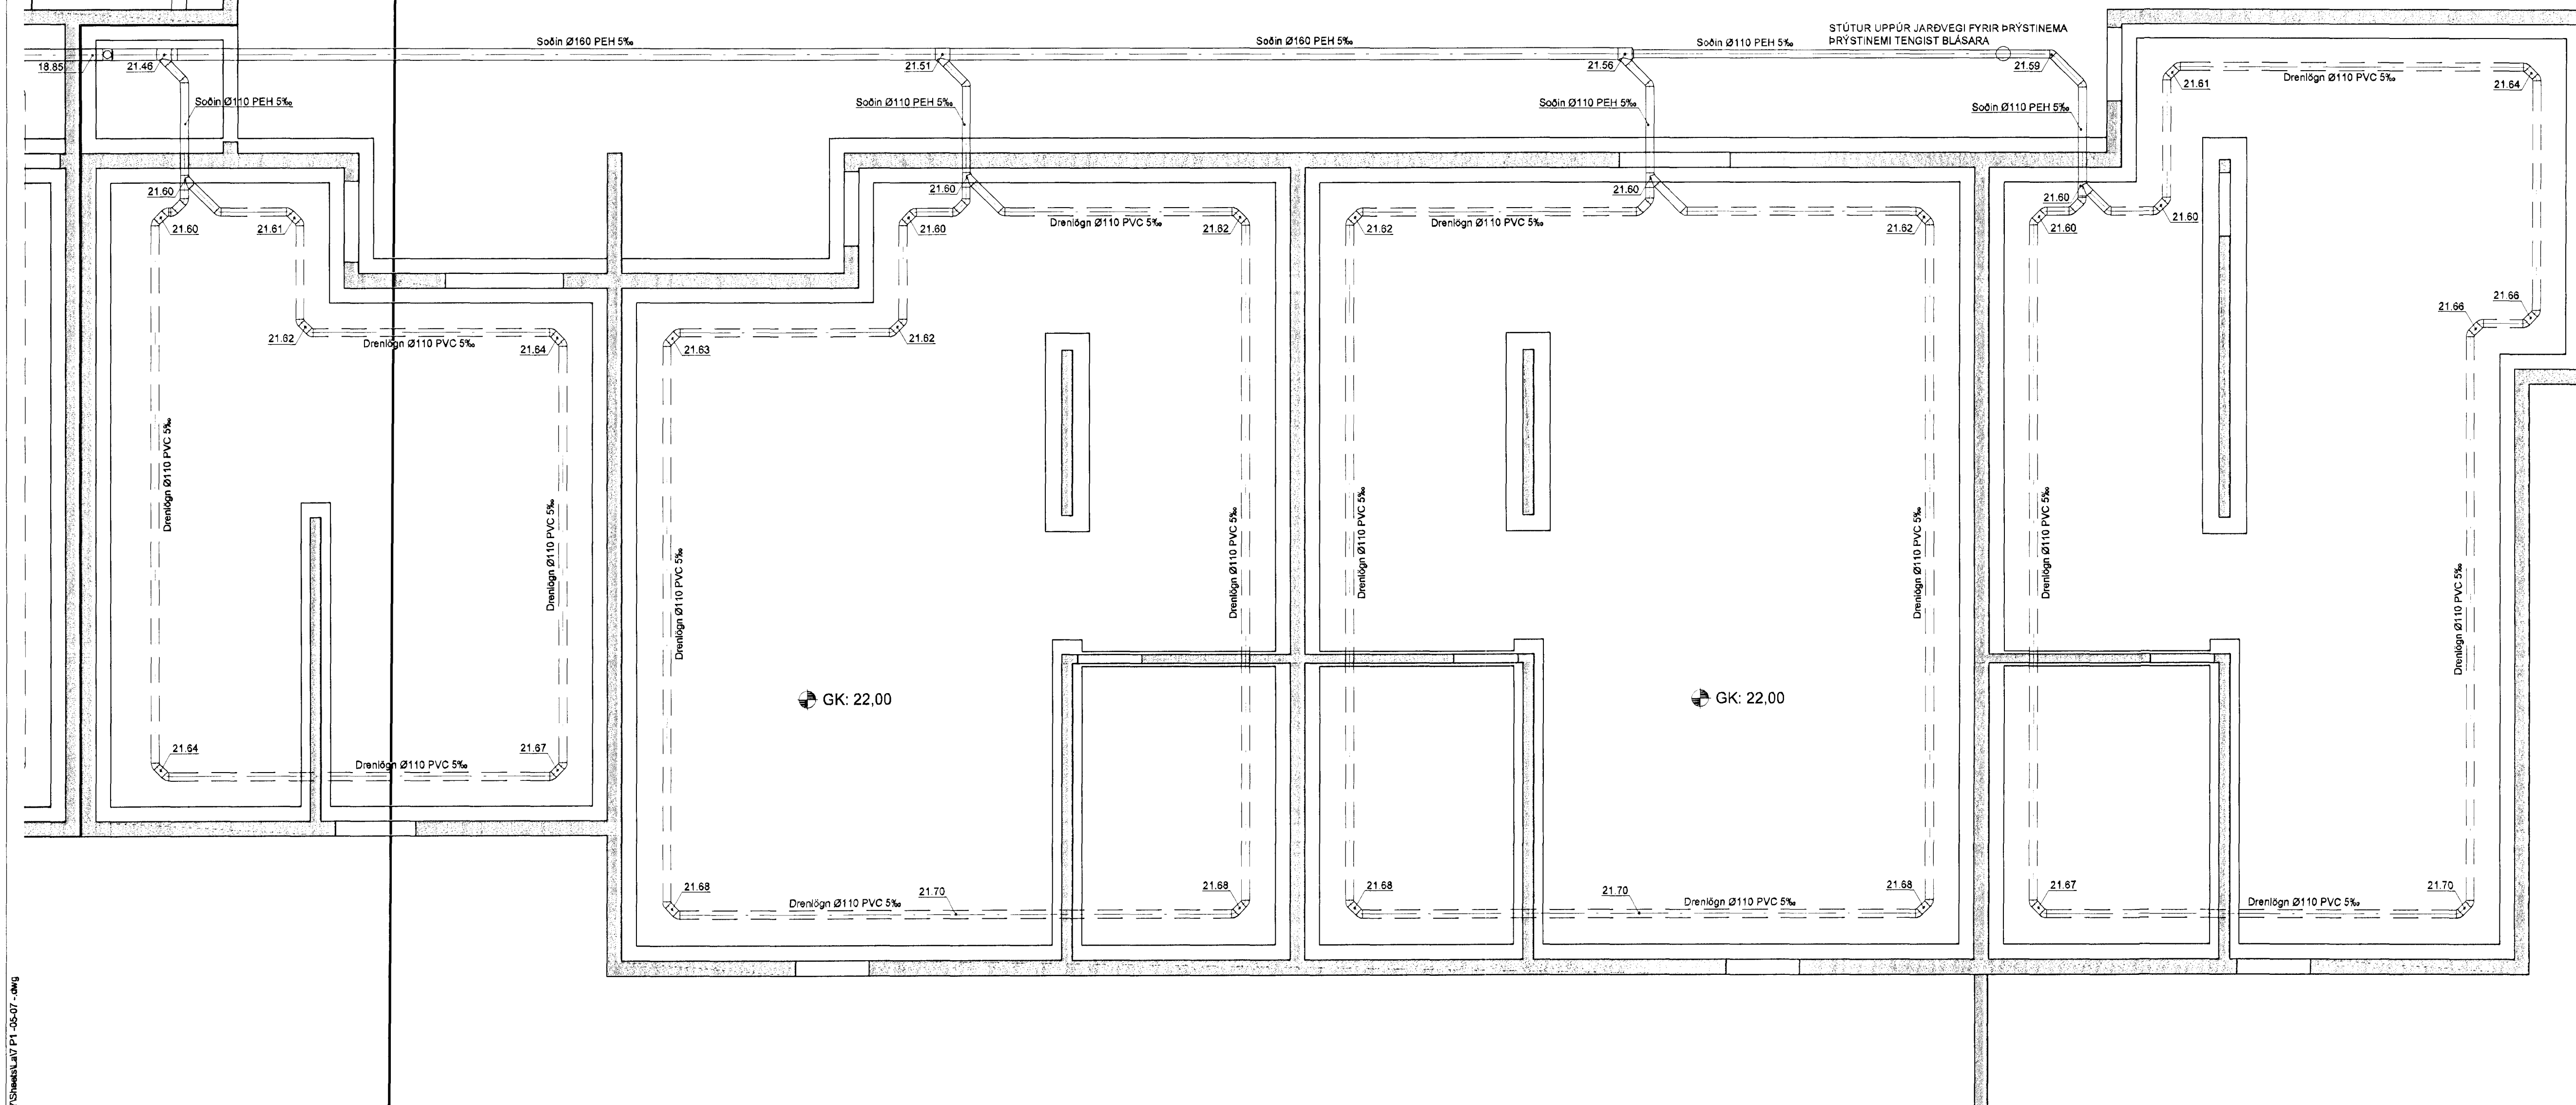 STÚTUR UPPÚR JARÐVEGI FYRIR ÞRÝSTINEMA
ÞRÝSTINEMI TENGIST BLÁSARA
Soðin Ø160 PEH 5‰
Soðin Ø160 PEH 5‰
Soðin Ø110 PEH 5‰
18.85
21.46
21.51
21.56
21.59
21.61
Drenlögn Ø110 PVC 5‰
21.64
Soðin Ø110 PEH 5‰
Soðin Ø110 PEH 5‰
Soðin Ø110 PEH 5‰
Soðin Ø110 PEH 5‰
21.60
21.60
21.60
21.60
21.60
21.61
21.60
Drenlögn Ø110 PVC 5‰
21.62
21.62
Drenlögn Ø110 PVC 5‰
21.62
21.60
21.60
21.66
21.66
21.62
Drenlögn Ø110 PVC 5‰
21.64
21.63
21.62
Drenlögn Ø110 PVC 5‰
Drenlögn Ø110 PVC 5‰
Drenlögn Ø110 PVC 5‰
Drenlögn Ø110 PVC 5‰
Drenlögn Ø110 PVC 5‰
Drenlögn Ø110 PVC 5‰
Drenlögn Ø110 PVC 5‰
Drenlögn Ø110 PVC 5‰
GK: 22,00
GK: 22,00
21.64
Drenlögn Ø110 PVC 5‰
21.67
21.68
Drenlögn Ø110 PVC 5‰
21.70
21.68
21.68
21.70
Drenlögn Ø110 PVC 5‰
21.68
21.67
Drenlögn Ø110 PVC 5‰
21.70
\Sheets\La\7 P1 -05-07 -.dwg